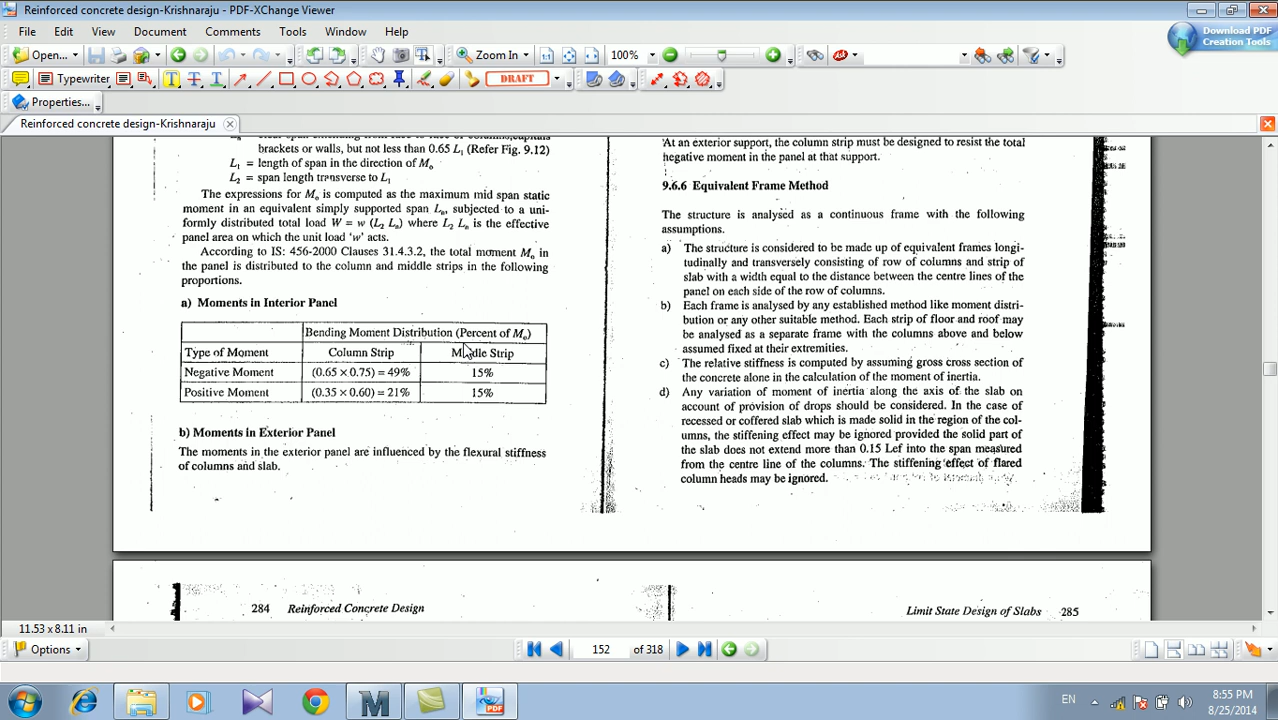 Reinforced concrete design-Krishnaraju - PDF-XChange Viewer
File Edit View Document Comments Tools Window Help
Download PDF
Creation Tools
Open...
Zoom In
100%
Typewriter
DRAFT
Properties...
Reinforced concrete design-Krishnaraju
brackets or walls, but not less than 0.65 L₁ (Refer Fig. 9.12)
L₁ = length of span in the direction of Mₒ
L₂ = span length transverse to L₁
The expressions for Mₒ is computed as the maximum mid span static
moment in an equivalent simply supported span Lₙ, subjected to a uni-
formly distributed total load W = w (L₂ Lₙ) where L₂ Lₙ is the effective
panel area on which the unit load 'w' acts.
According to IS: 456-2000 Clauses 31.4.3.2, the total moment Mₒ in
the panel is distributed to the column and middle strips in the following
proportions.
a) Moments in Interior Panel
Bending Moment Distribution (Percent of Mₒ)
Type of Moment Column Strip Middle Strip
Negative Moment (0.65 × 0.75) = 49% 15%
Positive Moment (0.35 × 0.60) = 21% 15%
b) Moments in Exterior Panel
The moments in the exterior panel are influenced by the flexural stiffness
of columns and slab.
At an exterior support, the column strip must be designed to resist the total
hegative moment in the panel at that support.
9.6.6 Equivalent Frame Method
The structure is analysed as a continuous frame with the following
assumptions.
a) The structure is considered to be made up of equivalent frames longi-
tudinally and transversely consisting of row of columns and strip of
slab with a width equal to the distance between the centre lines of the
panel on each side of the row of columns.
b) Each frame is analysed by any established method like moment distri-
bution or any other suitable method. Each strip of floor and roof may
be analysed as a separate frame with the columns above and below
assumed fixed at their extremities.
c) The relative stiffness is computed by assuming gross cross section of
the concrete alone in the calculation of the moment of inertia.
d) Any variation of moment of inertia along the axis of the slab on
account of provision of drops should be considered. In the case of
recessed or coffered slab which is made solid in the region of the col-
umns, the stiffening effect may be ignored provided the solid part of
the slab does not extend more than 0.15 Lef into the span measured
from the centre line of the columns. The stiffening effect of flared
column heads may be ignored.
284 Reinforced Concrete Design
Limit State Design of Slabs 285
11.53 x 8.11 in
Options
152 of 318
EN
8:55 PM
8/25/2014